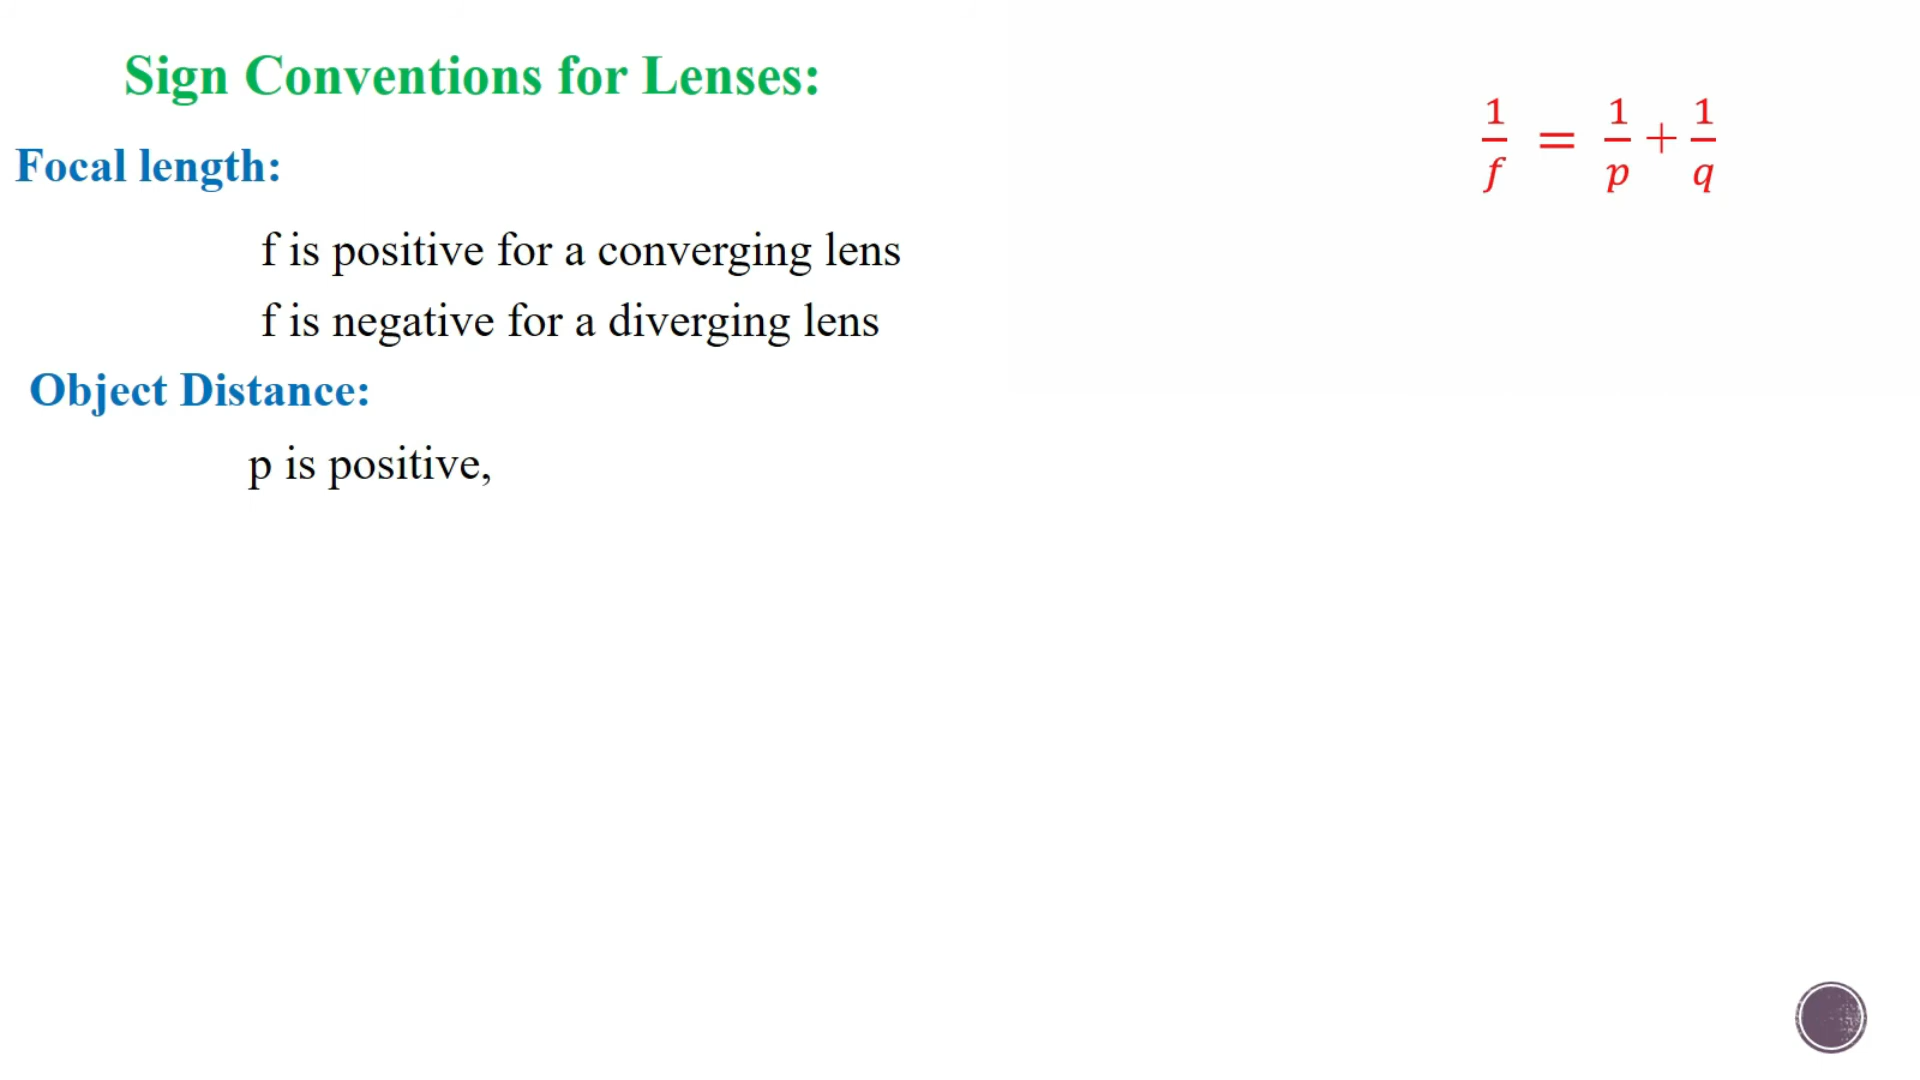 Sign Conventions for Lenses:
1/f = 1/p + 1/q
Focal length:
f is positive for a converging lens
f is negative for a diverging lens
Object Distance:
p is positive,